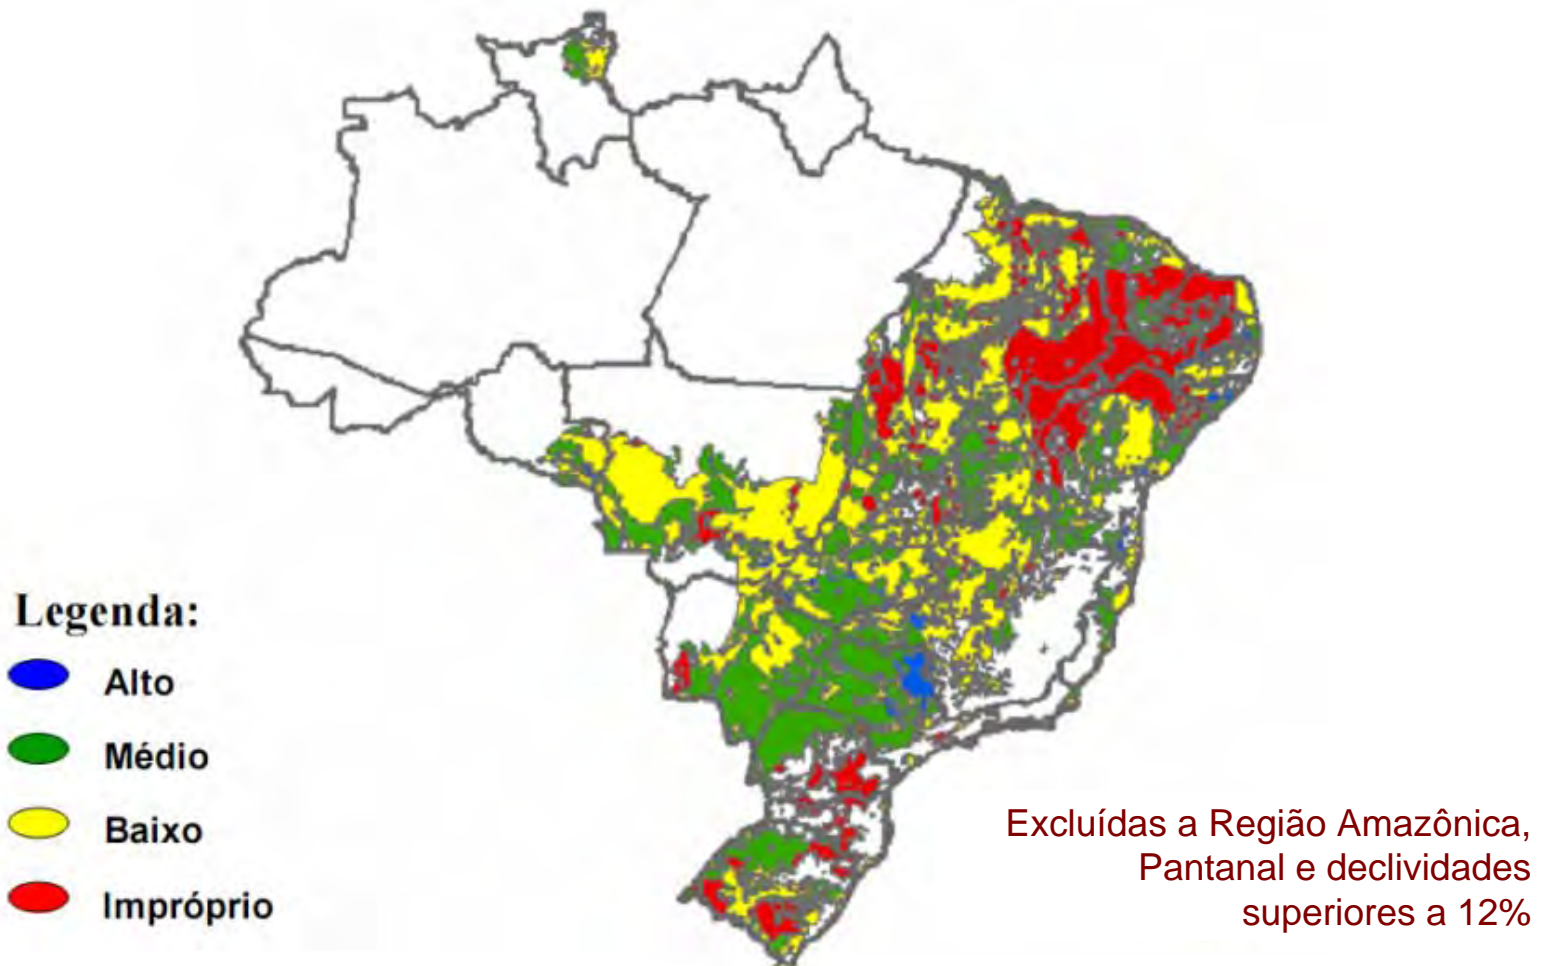 Legenda:
Alto
Médio
Baixo
Impróprio
Excluídas a Região Amazônica,
Pantanal e declividades
superiores a 12%